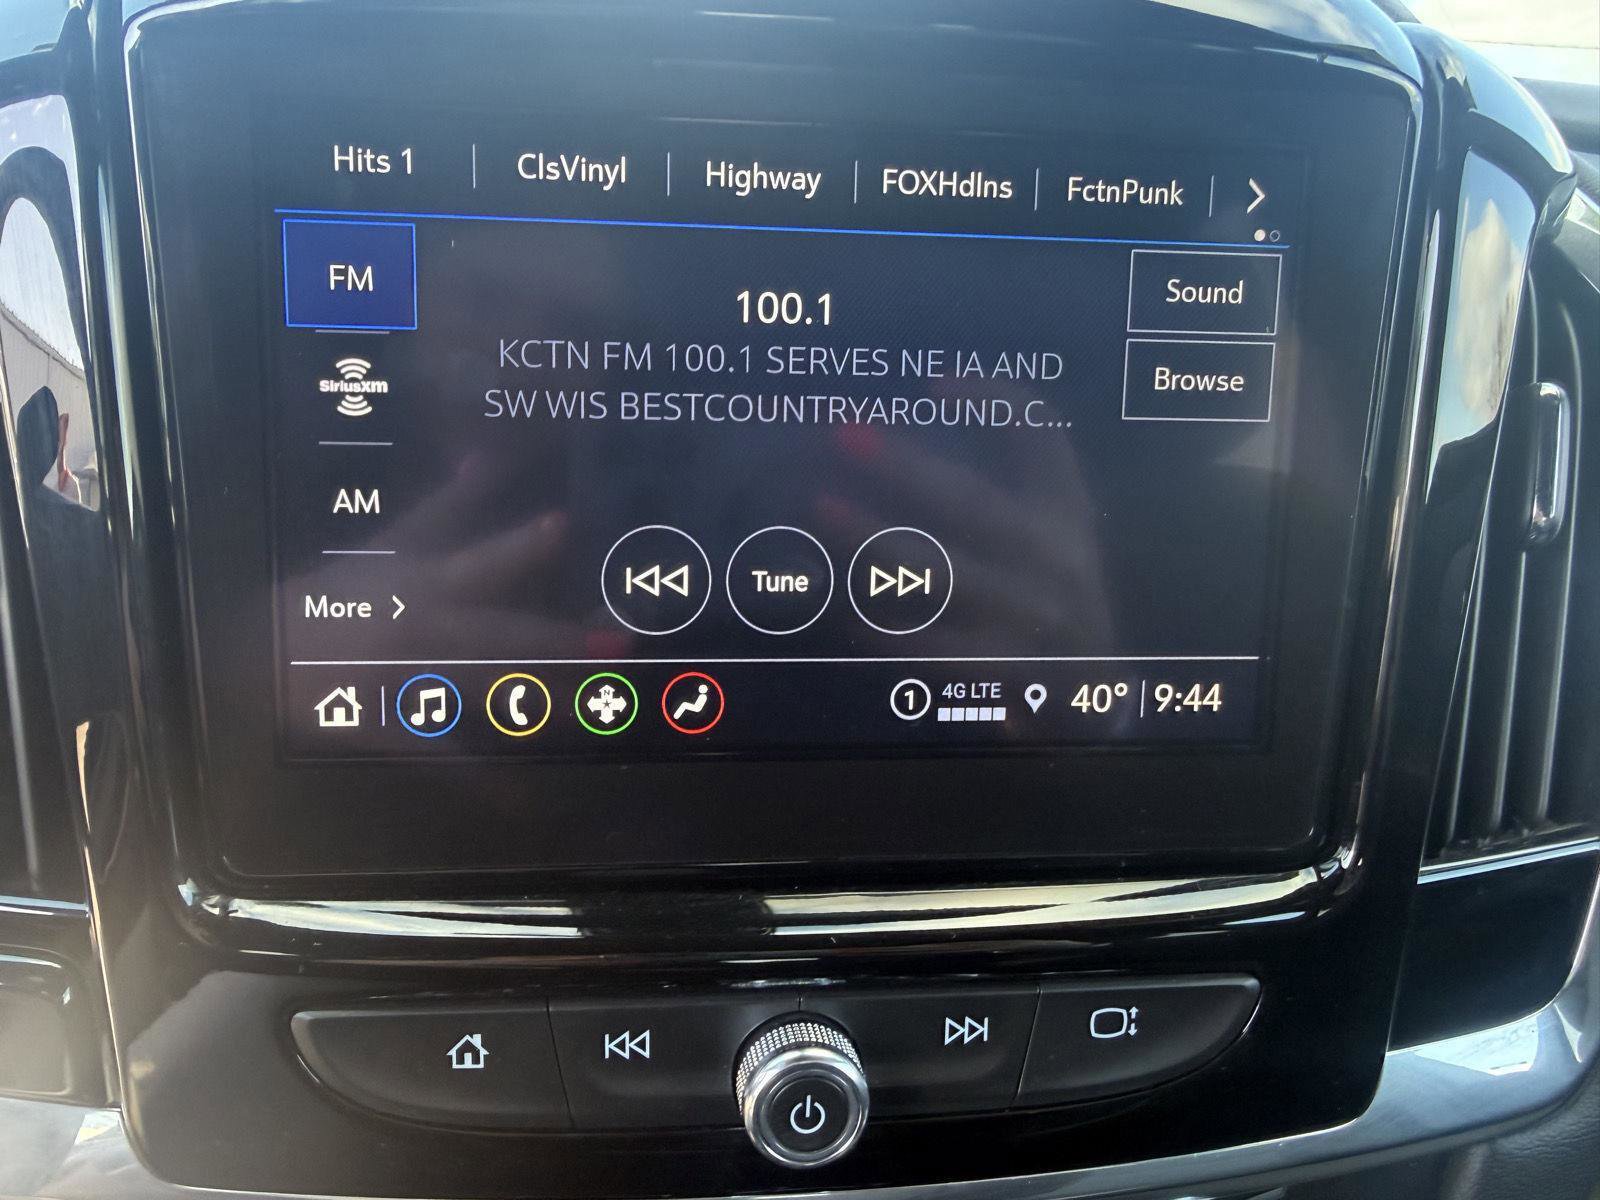 Hits 1 | ClsVinyl | Highway | FOXHdlns | FctnPunk
FM
SiriusXM
AM
More
100.1
KCTN FM 100.1 SERVES NE IA AND
SW WIS BESTCOUNTRYAROUND.C...
Sound
Browse
Tune
N
1 4G LTE 40° | 9:44